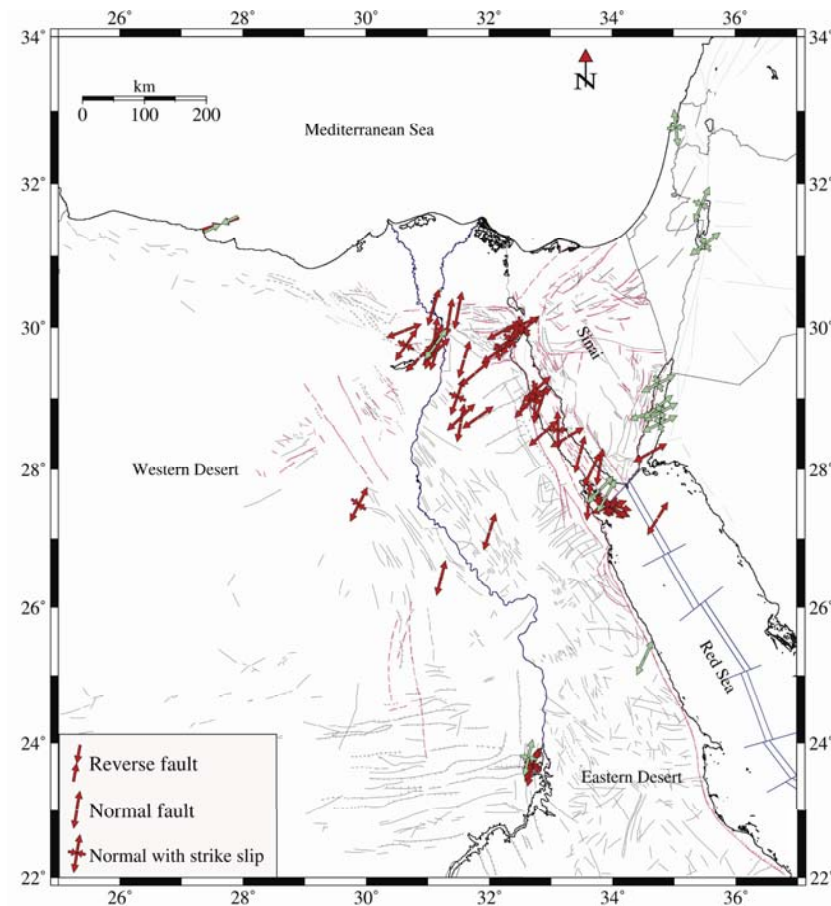 26° 28° 30° 32° 34° 36°
34° 34°
km
0 100 200
N
Mediterranean Sea
32° 32°
30° 30°
Sinai
28° 28°
Western Desert
26° 26°
Red Sea
24° 24°
Reverse fault
Eastern Desert
Normal fault
Normal with strike slip
22° 22°
26° 28° 30° 32° 34° 36°